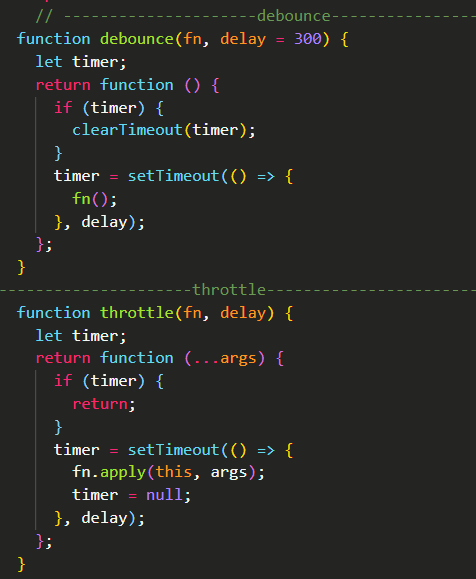 // ---------------------debounce----------------
function debounce(fn, delay = 300) {
  let timer;
  return function () {
    if (timer) {
      clearTimeout(timer);
    }
    timer = setTimeout(() => {
      fn();
    }, delay);
  };
}
---------------------throttle-----------------------
function throttle(fn, delay) {
  let timer;
  return function (...args) {
    if (timer) {
      return;
    }
    timer = setTimeout(() => {
      fn.apply(this, args);
      timer = null;
    }, delay);
  };
}